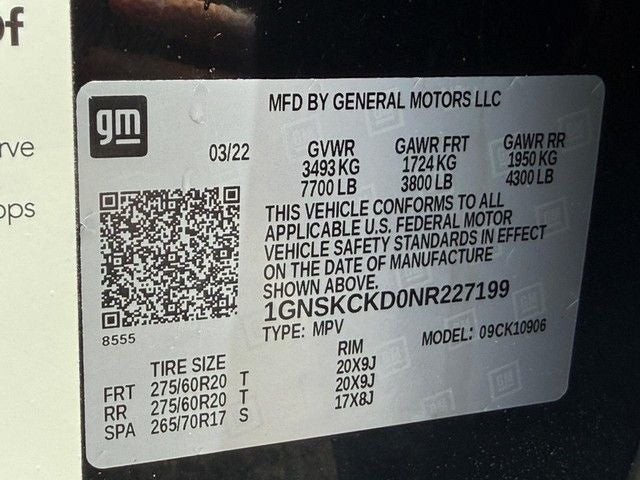 of
rve
ops
gm
MFD BY GENERAL MOTORS LLC
03/22
GVWR GAWR FRT GAWR RR
3493 KG 1724 KG 1950 KG
7700 LB 3800 LB 4300 LB
THIS VEHICLE CONFORMS TO ALL
APPLICABLE U.S. FEDERAL MOTOR
VEHICLE SAFETY STANDARDS IN EFFECT
ON THE DATE OF MANUFACTURE
SHOWN ABOVE.
1GNSKCKD0NR227199
8555
TYPE: MPV MODEL: 09CK10906
TIRE SIZE RIM
FRT 275/60R20 T 20X9J
RR 275/60R20 T 20X9J
SPA 265/70R17 S 17X8J